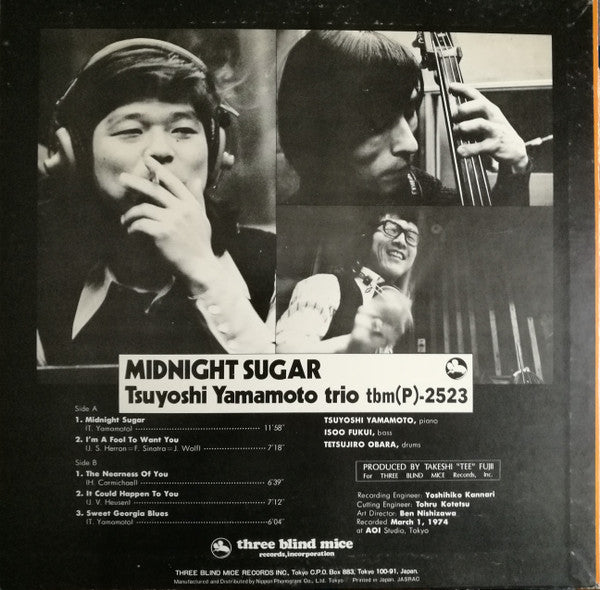 MIDNIGHT SUGAR
Tsuyoshi Yamamoto trio tbm(P)-2523
Side A
1. Midnight Sugar
(T. Yamamoto) 11'58"
2. I'm A Fool To Want You
(J. S. Herron=F. Sinatra=J. Wolf) 7'18"
Side B
1. The Nearness Of You
(H. Carmichael) 6'39"
2. It Could Happen To You
(J. V. Heusen) 7'12"
3. Sweet Georgia Blues
(T. Yamamoto) 6'04"
TSUYOSHI YAMAMOTO, piano
ISOO FUKUI, bass
TETSUJIRO OBARA, drums
PRODUCED BY TAKESHI "TEE" FUJII
For THREE BLIND MICE Records, Inc.
Recording Engineer: Yoshihiko Kannari
Cutting Engineer: Tohru Kotetsu
Art Director: Ben Nishizawa
Recorded March 1, 1974
at AOI Studio, Tokyo
three blind mice
records, incorporation
THREE BLIND MICE RECORDS INC., Tokyo C.P.O. Box 883, Tokyo 100-91, Japan.
Manufactured and Distributed by Nippon Phonogram Co., Ltd. Tokyo Printed in Japan. JASRAC